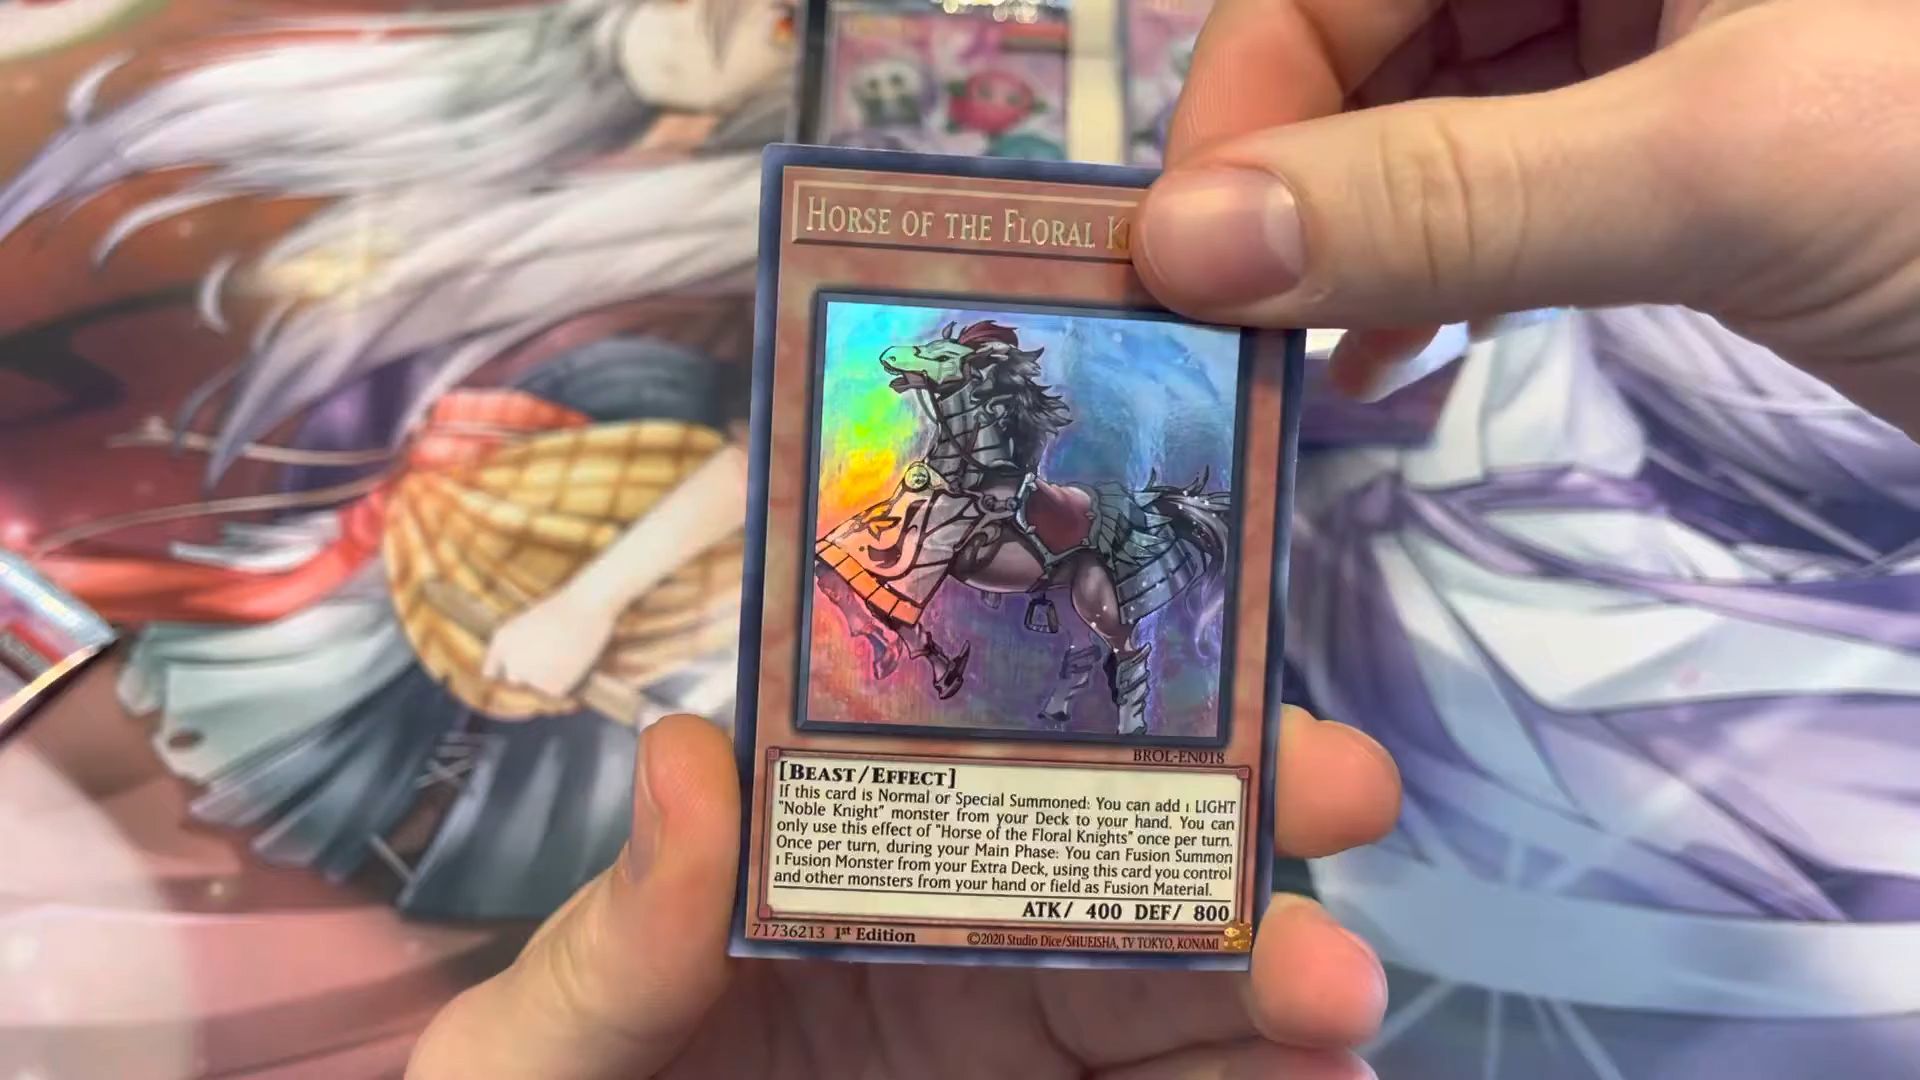 HORSE OF THE FLORAL
BROL-EN018
[BEAST/EFFECT]
If this card is Normal or Special Summoned: You can add 1 LIGHT
"Noble Knight" monster from your Deck to your hand. You can
only use this effect of "Horse of the Floral Knights" once per turn.
Once per turn, during your Main Phase: You can Fusion Summon
1 Fusion Monster from your Extra Deck, using this card you control
and other monsters from your hand or field as Fusion Material.
ATK/ 400 DEF/ 800
71736213 1st Edition ©2020 Studio Dice/SHUEISHA, TV TOKYO, KONAMI